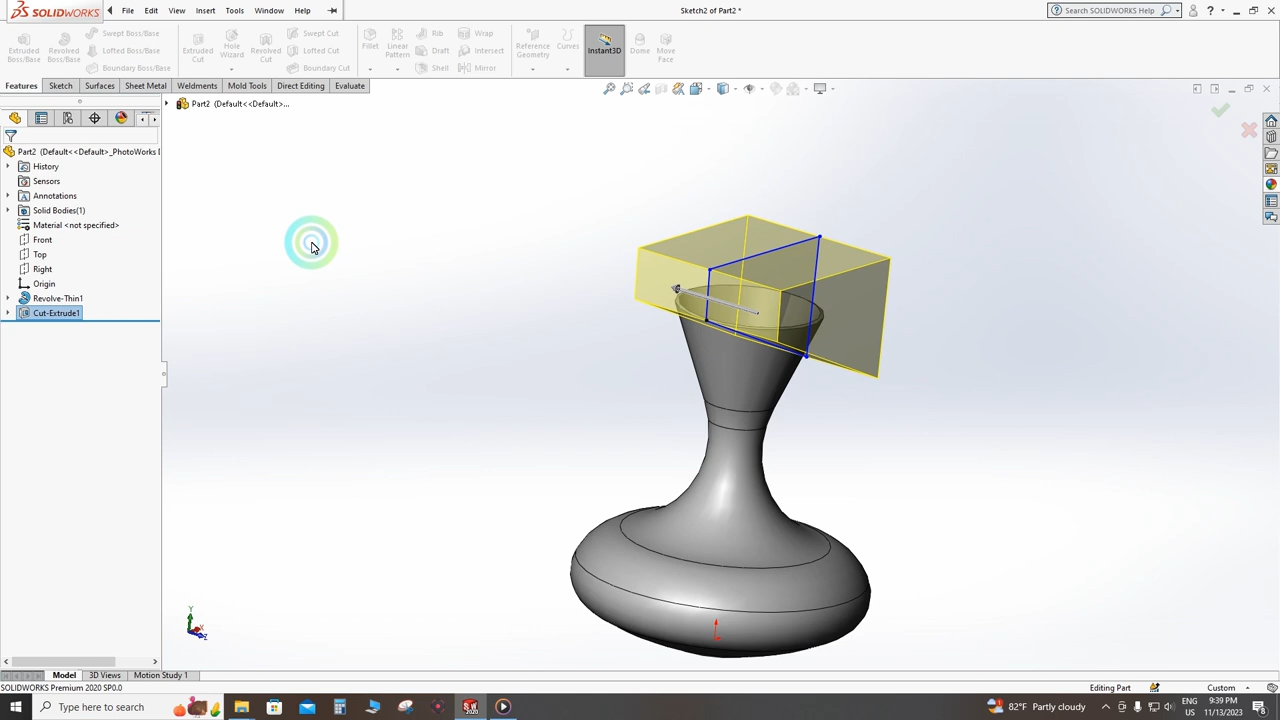 SOLIDWORKS File Edit View Insert Tools Window Help Sketch2 of Part2 * Search SOLIDWORKS Help ?
Extruded Boss/Base Revolved Boss/Base Swept Boss/Base Lofted Boss/Base Boundary Boss/Base Extruded Cut Hole Wizard Revolved Cut Swept Cut Lofted Cut Boundary Cut Fillet Linear Pattern Rib Draft Shell Wrap Intersect Mirror Reference Geometry Curves Instant3D Dome Move Face
Features Sketch Surfaces Sheet Metal Weldments Mold Tools Direct Editing Evaluate
Part2 (Default<<Default>...
Part2 (Default<<Default>_PhotoWorks D
History
Sensors
Annotations
Solid Bodies(1)
Material <not specified>
Front
Top
Right
Origin
Revolve-Thin1
Cut-Extrude1
Y
X
Z
Model 3D Views Motion Study 1
SOLIDWORKS Premium 2020 SP0.0 Editing Part Custom
Type here to search SW 2020 82°F Partly cloudy ENG US 9:39 PM 11/13/2023